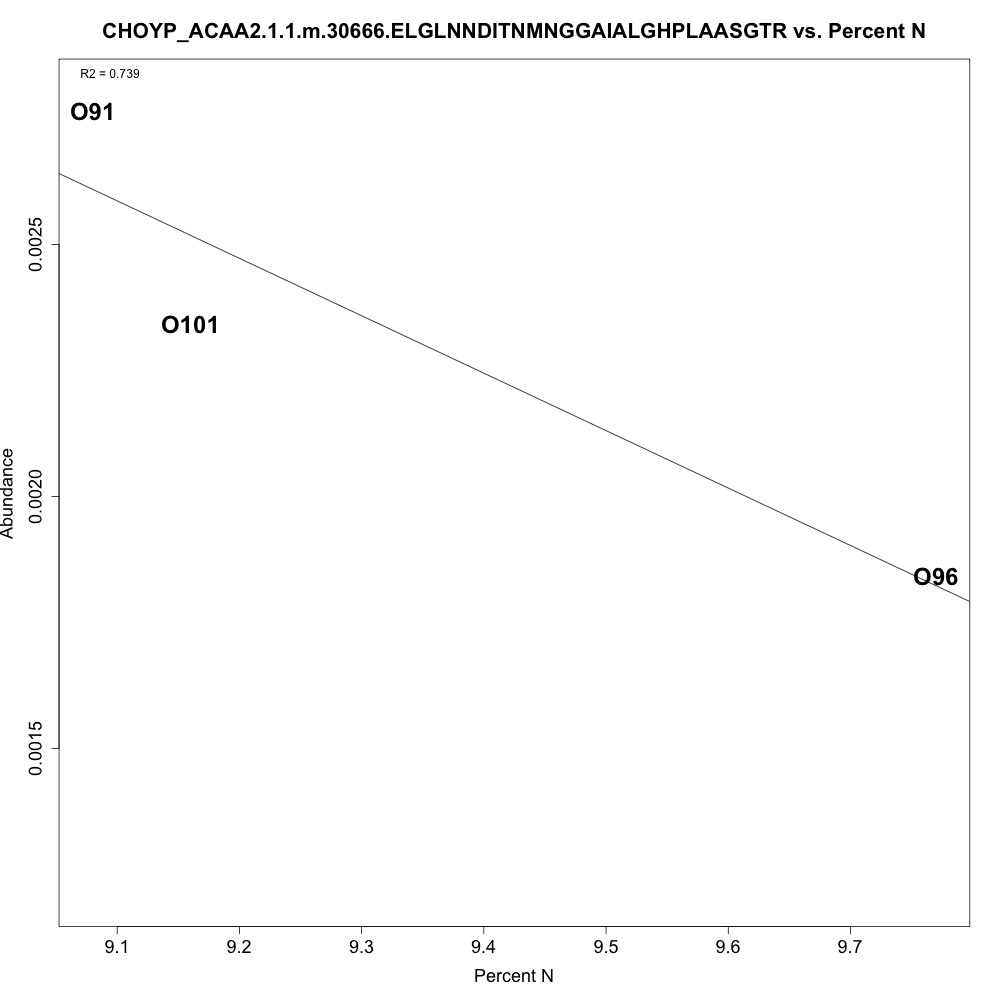 CHOYP_ACAA2.1.1.m.30666.ELGLNNDITNMNGGAIALGHPLAASGTR vs. Percent N
R2 = 0.739
O91
O101
O96
Abundance
0.0025
0.0020
0.0015
9.1 9.2 9.3 9.4 9.5 9.6 9.7
Percent N